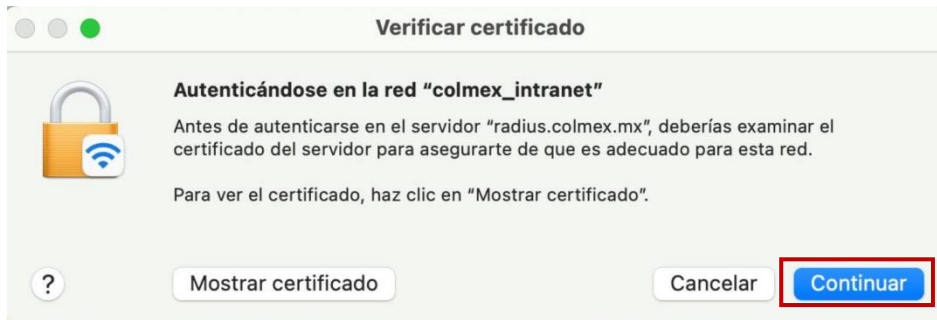 Verificar certificado
Autenticándose en la red “colmex_intranet”
Antes de autenticarse en el servidor “radius.colmex.mx”, deberías examinar el
certificado del servidor para asegurarte de que es adecuado para esta red.
Para ver el certificado, haz clic en “Mostrar certificado”.
? Mostrar certificado Cancelar Continuar